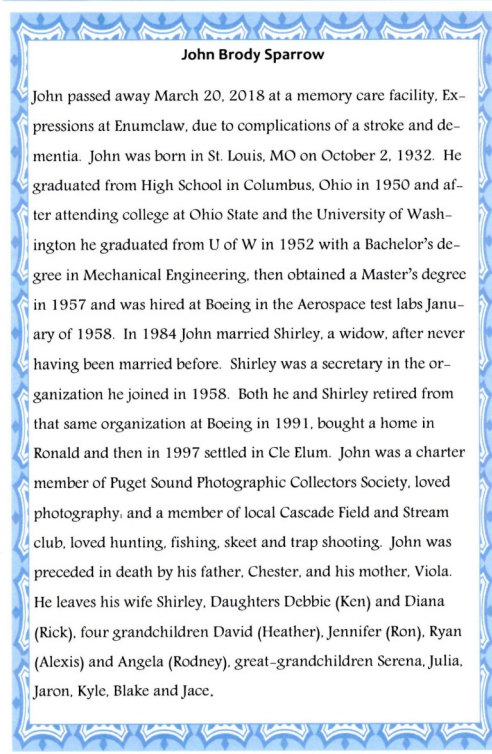 John Brody Sparrow
John passed away March 20, 2018 at a memory care facility, Ex-
pressions at Enumclaw, due to complications of a stroke and de-
mentia.  John was born in St. Louis, MO on October 2, 1932.  He
graduated from High School in Columbus, Ohio in 1950 and af-
ter attending college at Ohio State and the University of Wash-
ington he graduated from U of W in 1952 with a Bachelor's de-
gree in Mechanical Engineering, then obtained a Master's degree
in 1957 and was hired at Boeing in the Aerospace test labs Janu-
ary of 1958.  In 1984 John married Shirley, a widow, after never
having been married before.  Shirley was a secretary in the or-
ganization he joined in 1958.  Both he and Shirley retired from
that same organization at Boeing in 1991, bought a home in
Ronald and then in 1997 settled in Cle Elum.  John was a charter
member of Puget Sound Photographic Collectors Society, loved
photography, and a member of local Cascade Field and Stream
club, loved hunting, fishing, skeet and trap shooting.  John was
preceded in death by his father, Chester, and his mother, Viola.
He leaves his wife Shirley, Daughters Debbie (Ken) and Diana
(Rick), four grandchildren David (Heather), Jennifer (Ron), Ryan
(Alexis) and Angela (Rodney), great-grandchildren Serena, Julia,
Jaron, Kyle, Blake and Jace.